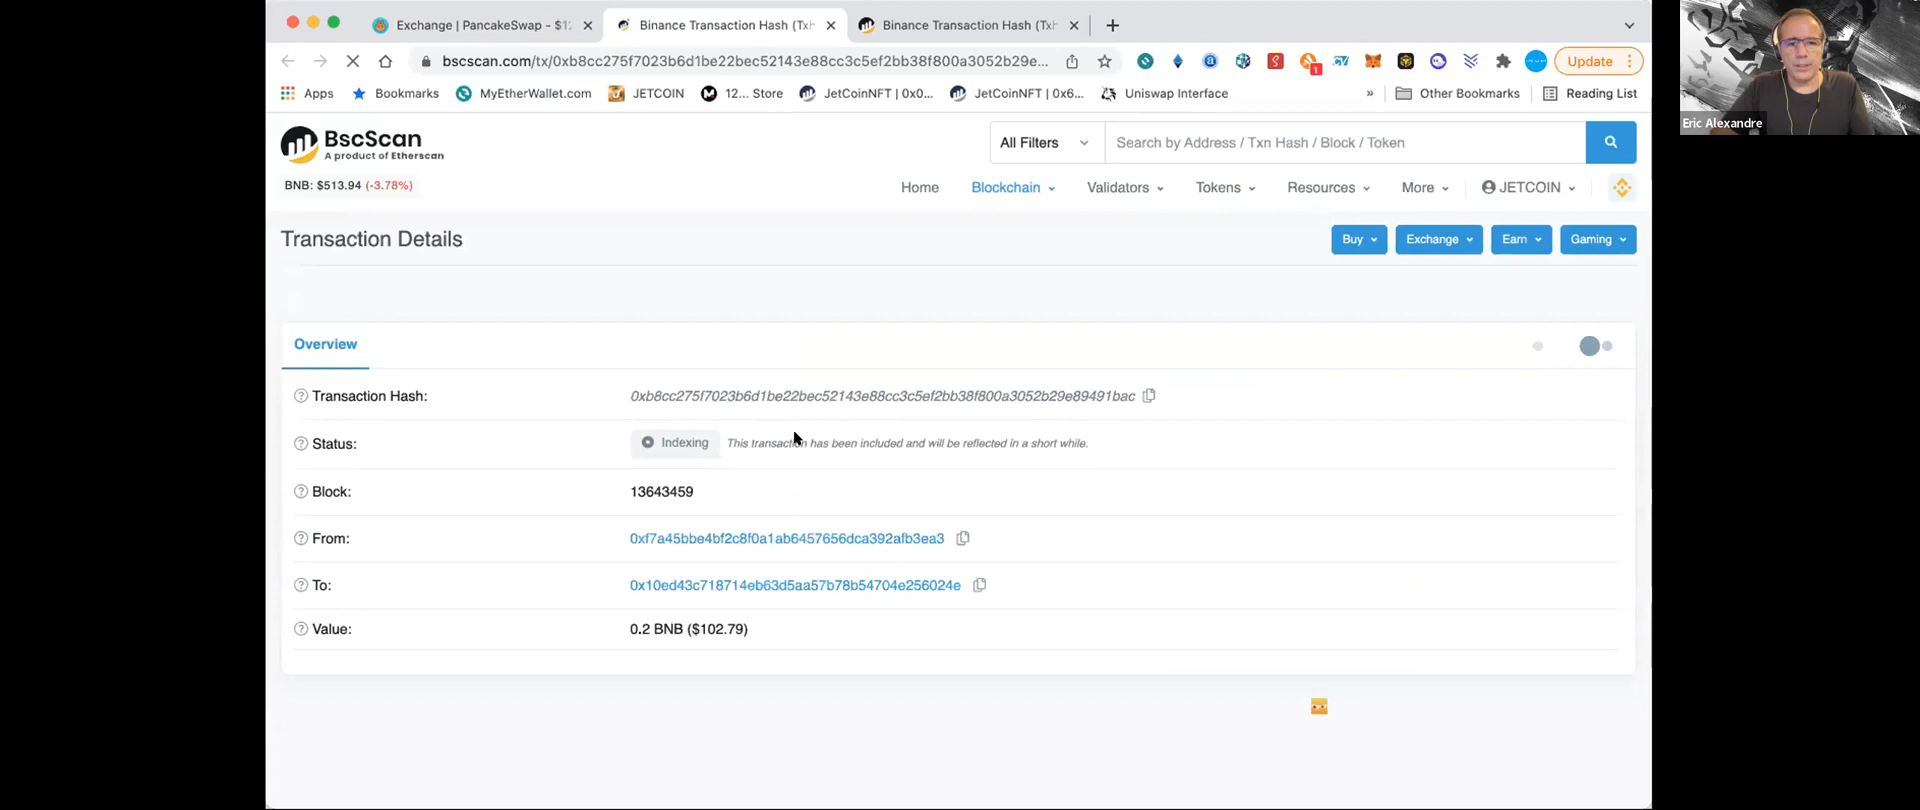 Exchange | PancakeSwap - $12
Binance Transaction Hash (Txh
Binance Transaction Hash (Txh
bscscan.com/tx/0xb8cc275f7023b6d1be22bec52143e88cc3c5ef2bb38f800a3052b29e...
1
Update
Apps
Bookmarks
MyEtherWallet.com
JETCOIN
12... Store
JetCoinNFT | 0x0...
JetCoinNFT | 0x6...
Uniswap Interface
»
Other Bookmarks
Reading List
Eric Alexandre
BscScan
A product of Etherscan
All Filters
Search by Address / Txn Hash / Block / Token
BNB: $513.94 (-3.78%)
Home
Blockchain
Validators
Tokens
Resources
More
JETCOIN
Transaction Details
Buy
Exchange
Earn
Gaming
Overview
Transaction Hash:
0xb8cc275f7023b6d1be22bec52143e88cc3c5ef2bb38f800a3052b29e89491bac
Status:
Indexing
This transaction has been included and will be reflected in a short while.
Block:
13643459
From:
0xf7a45bbe4bf2c8f0a1ab6457656dca392afb3ea3
To:
0x10ed43c718714eb63d5aa57b78b54704e256024e
Value:
0.2 BNB ($102.79)